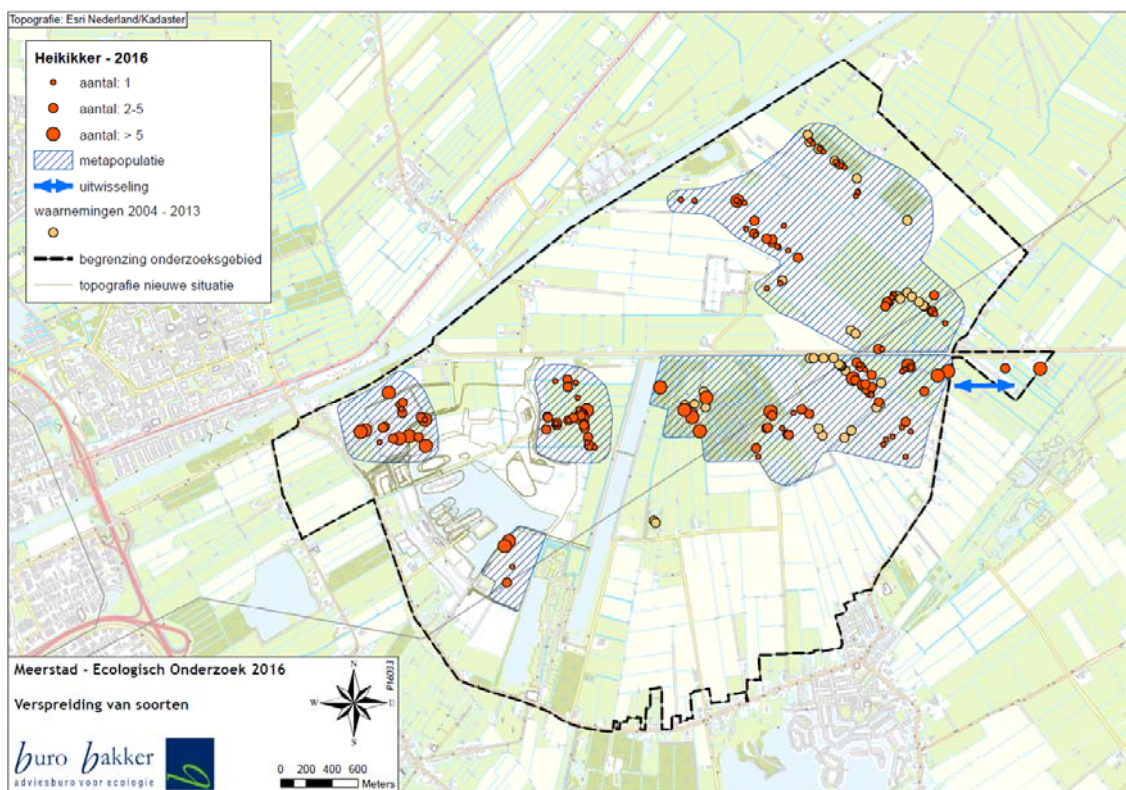 Topografie: Esri Nederland/Kadaster
Heikikker - 2016
aantal: 1
aantal: 2-5
aantal: > 5
metapopulatie
uitwisseling
waarnemingen 2004 - 2013
begrenzing onderzoeksgebied
topografie nieuwe situatie
Meerstad - Ecologisch Onderzoek 2016
Verspreiding van soorten
N
W
E
S
P16033
buro bakker
adviesburo voor ecologie
b
0 200 400 600
Meters